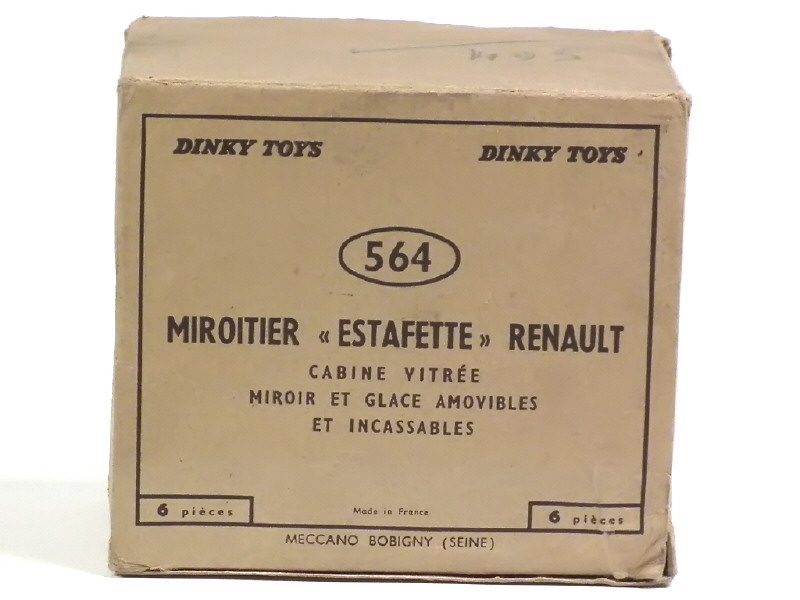 DINKY TOYS DINKY TOYS
564
MIROITIER « ESTAFETTE » RENAULT
CABINE VITRÉE
MIROIR ET GLACE AMOVIBLES
ET INCASSABLES
6 pièces Made in France 6 pièces
MECCANO BOBIGNY (SEINE)